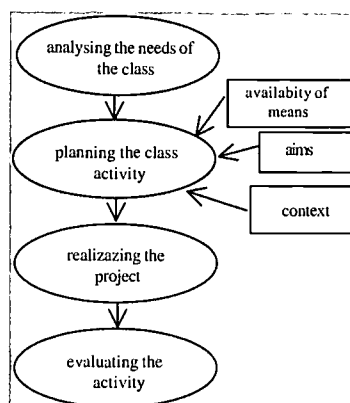 analysing the needs of
the class
availabity of
means
planning the class
activity
aims
context
realizazing the
project
evaluating the
activity